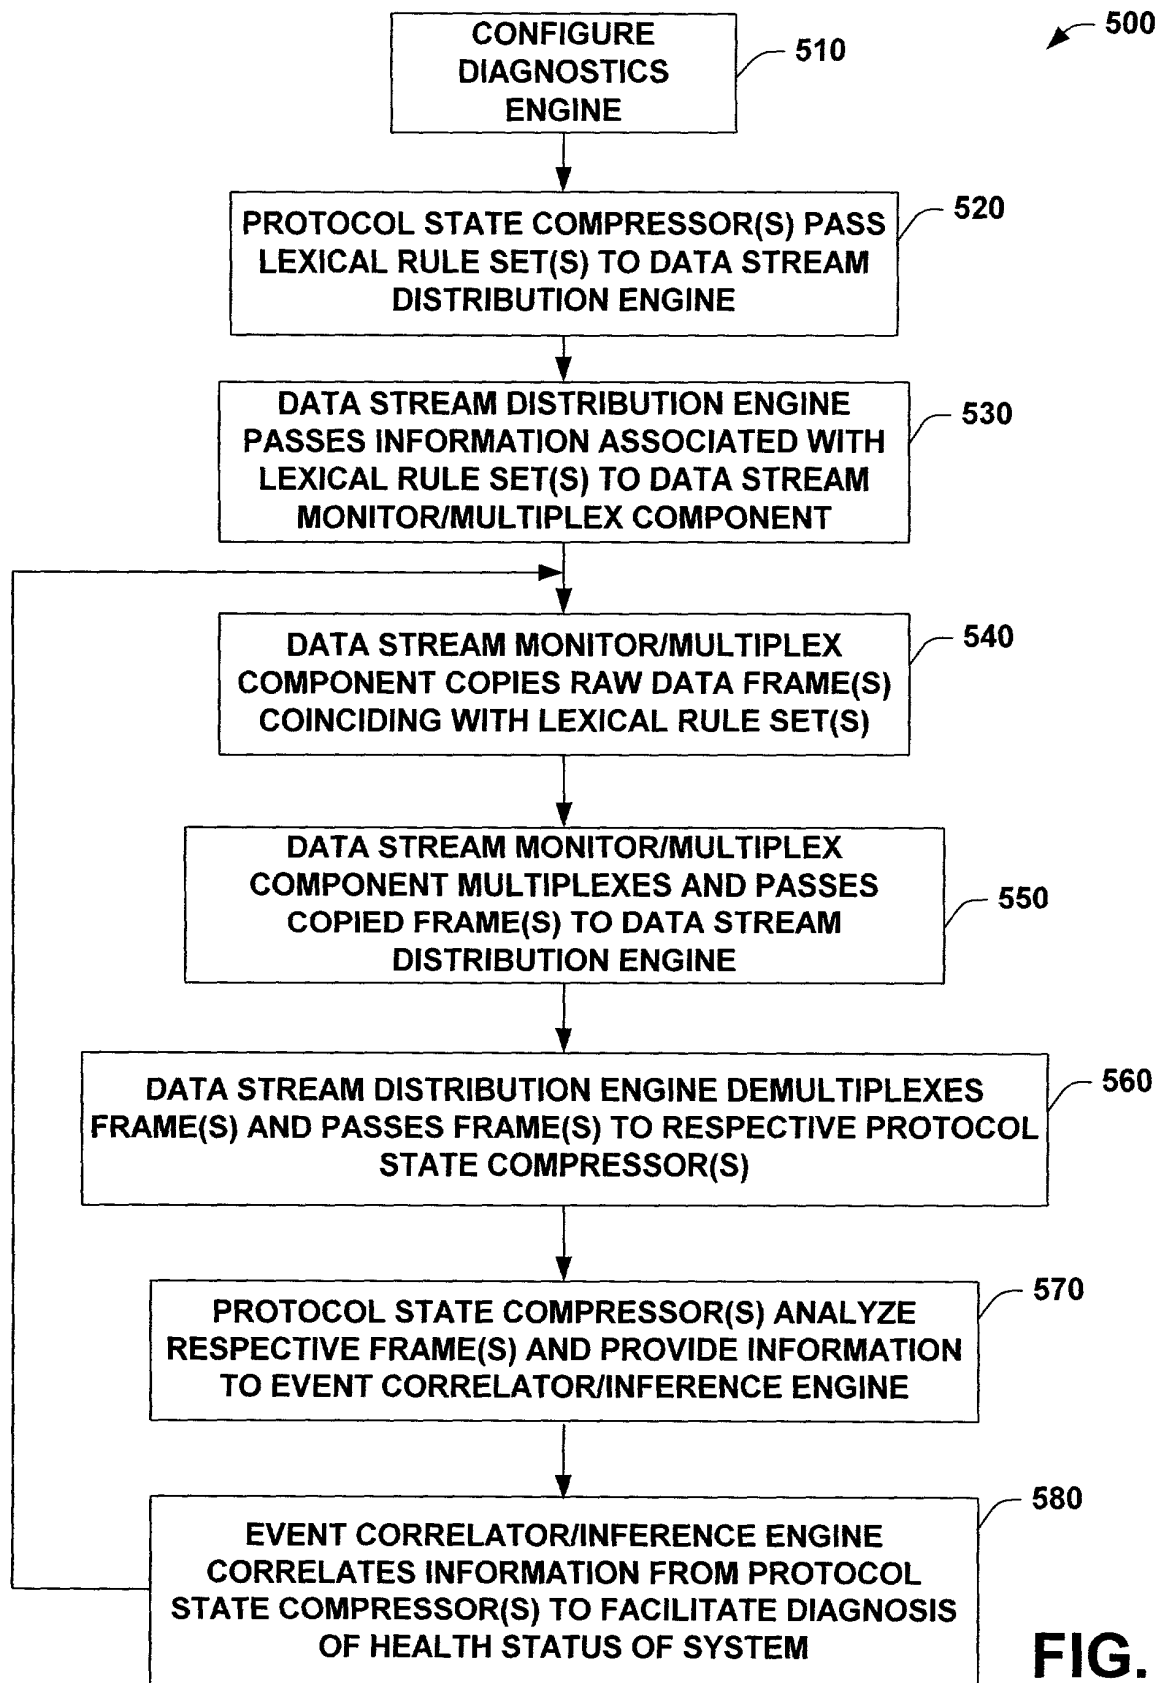 500
CONFIGURE
DIAGNOSTICS
ENGINE
510
PROTOCOL STATE COMPRESSOR(S) PASS
LEXICAL RULE SET(S) TO DATA STREAM
DISTRIBUTION ENGINE
520
DATA STREAM DISTRIBUTION ENGINE
PASSES INFORMATION ASSOCIATED WITH
LEXICAL RULE SET(S) TO DATA STREAM
MONITOR/MULTIPLEX COMPONENT
530
DATA STREAM MONITOR/MULTIPLEX
COMPONENT COPIES RAW DATA FRAME(S)
COINCIDING WITH LEXICAL RULE SET(S)
540
DATA STREAM MONITOR/MULTIPLEX
COMPONENT MULTIPLEXES AND PASSES
COPIED FRAME(S) TO DATA STREAM
DISTRIBUTION ENGINE
550
DATA STREAM DISTRIBUTION ENGINE DEMULTIPLEXES
FRAME(S) AND PASSES FRAME(S) TO RESPECTIVE PROTOCOL
STATE COMPRESSOR(S)
560
PROTOCOL STATE COMPRESSOR(S) ANALYZE
RESPECTIVE FRAME(S) AND PROVIDE INFORMATION
TO EVENT CORRELATOR/INFERENCE ENGINE
570
EVENT CORRELATOR/INFERENCE ENGINE
CORRELATES INFORMATION FROM PROTOCOL
STATE COMPRESSOR(S) TO FACILITATE DIAGNOSIS
OF HEALTH STATUS OF SYSTEM
580
FIG.